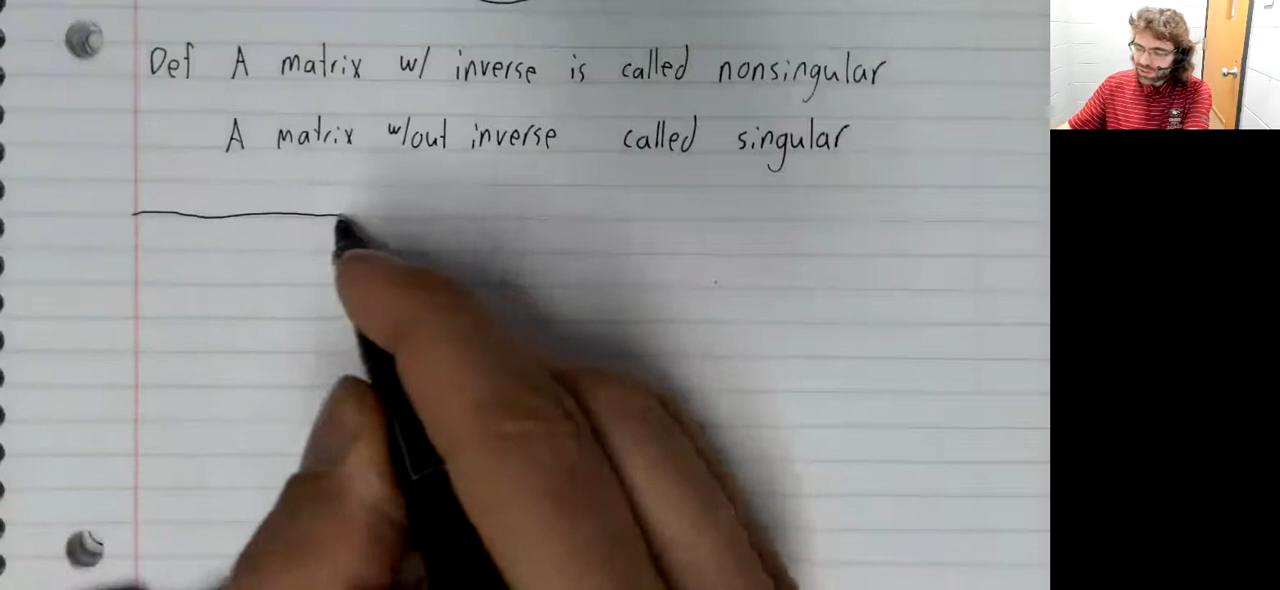 Def A matrix w/ inverse is called nonsingular
A matrix w/out inverse called singular